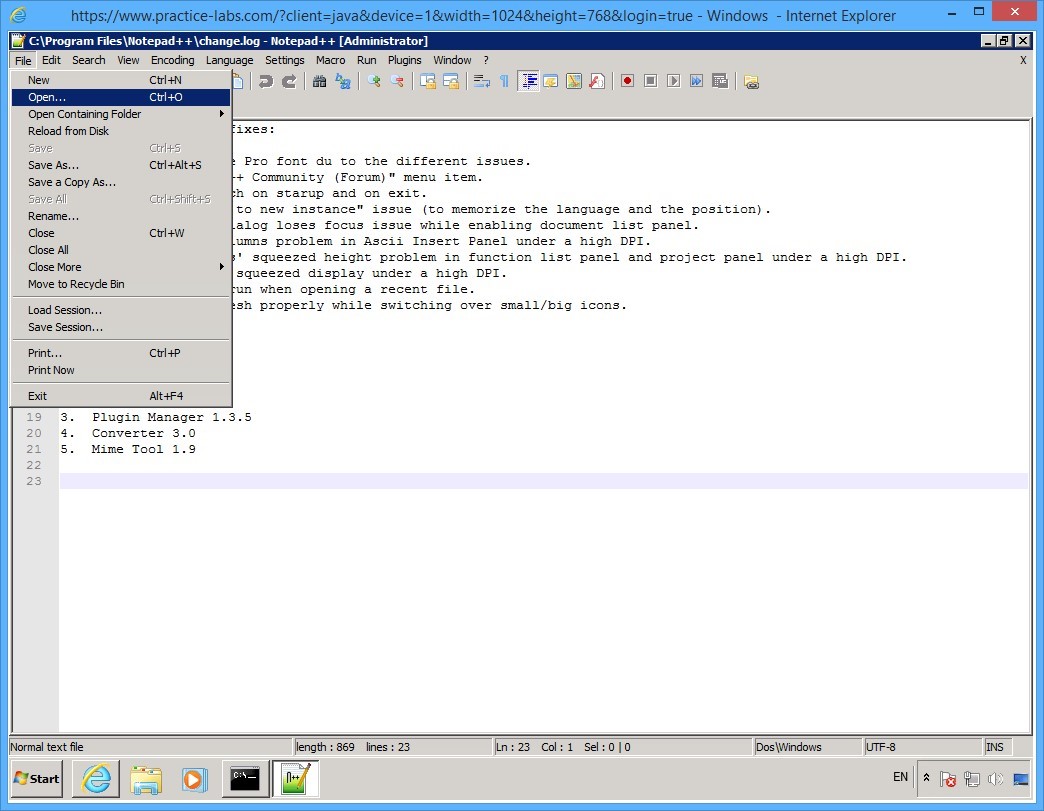 https://www.practice-labs.com/?client=java&device=1&width=1024&height=768&login=true - Windows - Internet Explorer
C:\Program Files\Notepad++\change.log - Notepad++ [Administrator]
File Edit Search View Encoding Language Settings Macro Run Plugins Window ? X
New Ctrl+N
Open... Ctrl+O
Open Containing Folder
Reload from Disk
Save Ctrl+S
Save As... Ctrl+Alt+S
Save a Copy As...
Save All Ctrl+Shift+S
Rename...
Close Ctrl+W
Close All
Close More
Move to Recycle Bin
Load Session...
Save Session...
Print... Ctrl+P
Print Now
Exit Alt+F4
fixes:
Pro font du to the different issues.
++ Community (Forum)" menu item.
ch on starup and on exit.
to new instance" issue (to memorize the language and the position).
ialog loses focus issue while enabling document list panel.
lumns problem in Ascii Insert Panel under a high DPI.
s' squeezed height problem in function list panel and project panel under a high DPI.
squeezed display under a high DPI.
run when opening a recent file.
esh properly while switching over small/big icons.
19 3. Plugin Manager 1.3.5
20 4. Converter 3.0
21 5. Mime Tool 1.9
22
23
Normal text file length : 869 lines : 23 Ln : 23 Col : 1 Sel : 0 | 0 Dos\Windows UTF-8 INS
Start C:\. n++ EN